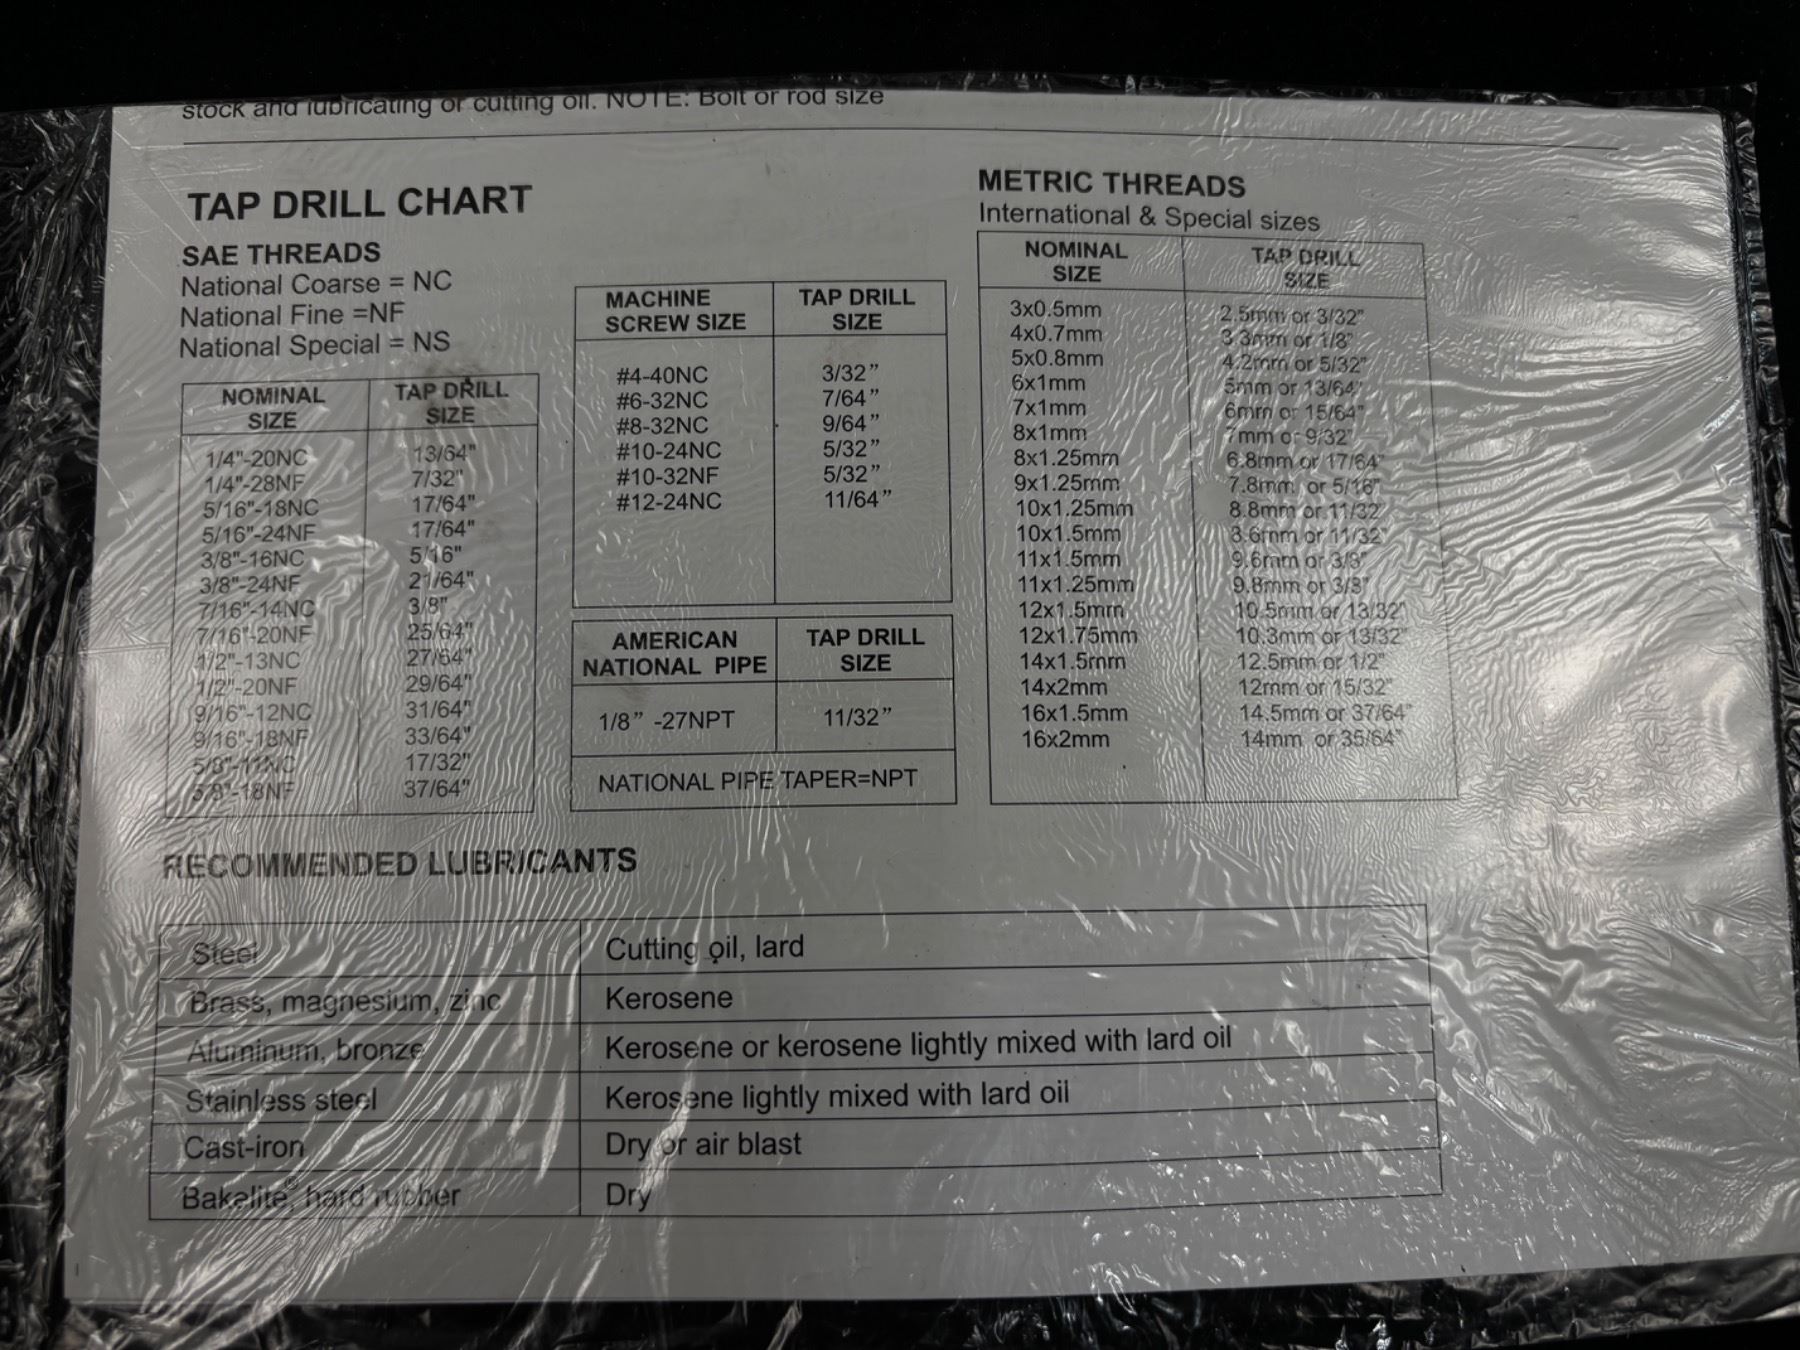 stock and lubricating or cutting oil. NOTE: Bolt or rod size
TAP DRILL CHART
SAE THREADS
National Coarse = NC
National Fine =NF
National Special = NS
NOMINAL SIZE TAP DRILL SIZE
1/4"-20NC 13/64"
1/4"-28NF 7/32"
5/16"-18NC 17/64"
5/16"-24NF 17/64"
3/8"-16NC 5/16"
3/8"-24NF 21/64"
7/16"-14NC 3/8"
7/16"-20NF 25/64"
1/2"-13NC 27/64"
1/2"-20NF 29/64"
9/16"-12NC 31/64"
9/16"-18NF 33/64"
5/8"-11NC 17/32"
5/8"-18NF 37/64"
MACHINE SCREW SIZE TAP DRILL SIZE
#4-40NC 3/32”
#6-32NC 7/64”
#8-32NC 9/64”
#10-24NC 5/32”
#10-32NF 5/32”
#12-24NC 11/64”
AMERICAN NATIONAL PIPE TAP DRILL SIZE
1/8” -27NPT 11/32”
NATIONAL PIPE TAPER=NPT
METRIC THREADS
International & Special sizes
NOMINAL SIZE TAP DRILL SIZE
3x0.5mm 2.5mm or 3/32"
4x0.7mm 3.3mm or 1/8"
5x0.8mm 4.2mm or 5/32"
6x1mm 5mm or 13/64"
7x1mm 6mm or 15/64"
8x1mm 7mm or 9/32"
8x1.25mm 6.8mm or 17/64"
9x1.25mm 7.8mm or 5/16"
10x1.25mm 8.8mm or 11/32"
10x1.5mm or 11/32"
11x1.5mm 9.6mm or 3/8"
11x1.25mm 9.8mm or 3/8"
12x1.5mm 10.5mm or 13/32"
12x1.75mm 10.3mm or 13/32"
14x1.5mm 12.5mm or 1/2"
14x2mm 12mm or 15/32"
16x1.5mm 14.5mm or 37/64"
16x2mm 14mm or 35/64"
RECOMMENDED LUBRICANTS
Steel Cutting oil, lard
Brass, magnesium, zinc Kerosene
Aluminum, bronze Kerosene or kerosene lightly mixed with lard oil
Stainless steel Kerosene lightly mixed with lard oil
Cast-iron Dry or air blast
Bakelite®, hard rubber Dry